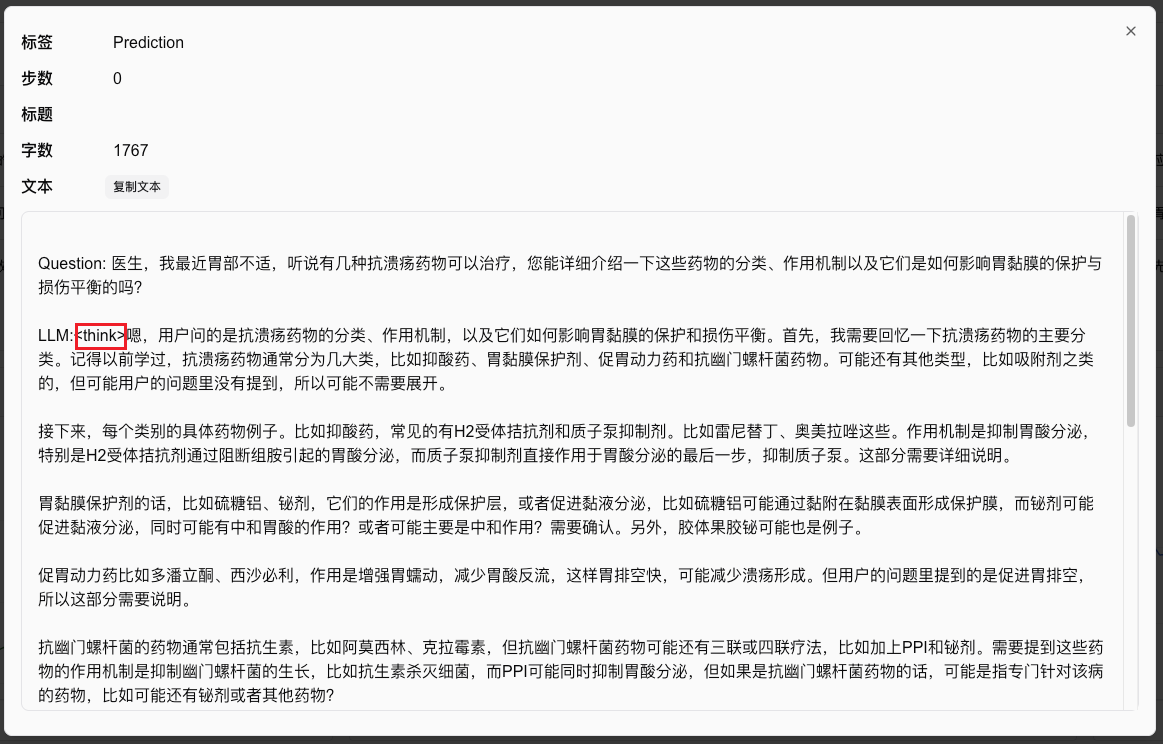 标签 Prediction
步数 0
标题
字数 1767
文本 复制文本
Question: 医生，我最近胃部不适，听说有几种抗溃疡药物可以治疗，您能详细介绍一下这些药物的分类、作用机制以及它们是如何影响胃黏膜的保护与
损伤平衡的吗?
LLM:<think>嗯，用户问的是抗溃疡药物的分类、作用机制，以及它们如何影响胃黏膜的保护和损伤平衡。首先，我需要回忆一下抗溃疡药物的主要分
类。记得以前学过，抗溃疡药物通常分为几大类，比如抑酸药、胃黏膜保护剂、促胃动力药和抗幽门螺杆菌药物。可能还有其他类型，比如吸附剂之类
的，但可能用户的问题里没有提到，所以可能不需要展开。
接下来，每个类别的具体药物例子。比如抑酸药，常见的有H2受体拮抗剂和质子泵抑制剂。比如雷尼替丁、奥美拉唑这些。作用机制是抑制胃酸分泌，
特别是H2受体拮抗剂通过阻断组胺引起的胃酸分泌，而质子泵抑制剂直接作用于胃酸分泌的最后一步，抑制质子泵。这部分需要详细说明。
胃黏膜保护剂的话，比如硫糖铝、铋剂，它们的作用是形成保护层，或者促进黏液分泌，比如硫糖铝可能通过黏附在黏膜表面形成保护膜，而铋剂可能
促进黏液分泌，同时可能有中和胃酸的作用？或者可能主要是中和作用？需要确认。另外，胶体果胶铋可能也是例子。
促胃动力药比如多潘立酮、西沙必利，作用是增强胃蠕动，减少胃酸反流，这样胃排空快，可能减少溃疡形成。但用户的问题里提到的是促进胃排空，
所以这部分需要说明。
抗幽门螺杆菌的药物通常包括抗生素，比如阿莫西林、克拉霉素，但抗幽门螺杆菌药物可能还有三联或四联疗法，比如加上PPI和铋剂。需要提到这些药
物的作用机制是抑制幽门螺杆菌的生长，比如抗生素杀灭细菌，而PPI可能同时抑制胃酸分泌，但如果是抗幽门螺杆菌药物的话，可能是指专门针对该病
的药物，比如可能还有铋剂或者其他药物？